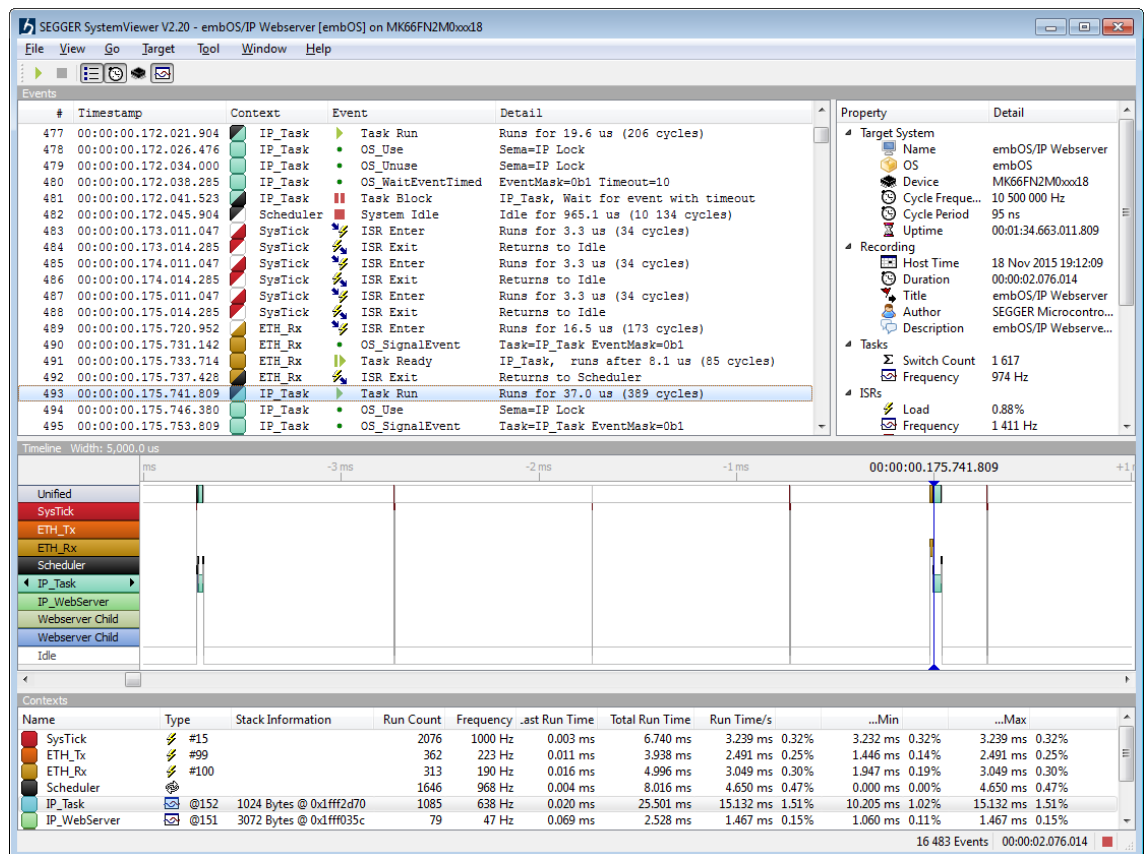 SEGGER SystemViewer V2.20 - embOS/IP Webserver [embOS] on MK66FN2M0xxx18
File View Go Target Tool Window Help
Events
# Timestamp Context Event Detail
477 00:00:00.172.021.904 IP_Task Task Run Runs for 19.6 us (206 cycles)
478 00:00:00.172.026.476 IP_Task OS_Use Sema=IP Lock
479 00:00:00.172.034.000 IP_Task OS_Unuse Sema=IP Lock
480 00:00:00.172.038.285 IP_Task OS_WaitEventTimed EventMask=0b1 Timeout=10
481 00:00:00.172.041.523 IP_Task Task Block IP_Task, Wait for event with timeout
482 00:00:00.172.045.904 Scheduler System Idle Idle for 965.1 us (10 134 cycles)
483 00:00:00.173.011.047 SysTick ISR Enter Runs for 3.3 us (34 cycles)
484 00:00:00.173.014.285 SysTick ISR Exit Returns to Idle
485 00:00:00.174.011.047 SysTick ISR Enter Runs for 3.3 us (34 cycles)
486 00:00:00.174.014.285 SysTick ISR Exit Returns to Idle
487 00:00:00.175.011.047 SysTick ISR Enter Runs for 3.3 us (34 cycles)
488 00:00:00.175.014.285 SysTick ISR Exit Returns to Idle
489 00:00:00.175.720.952 ETH_Rx ISR Enter Runs for 16.5 us (173 cycles)
490 00:00:00.175.731.142 ETH_Rx OS_SignalEvent Task=IP_Task EventMask=0b1
491 00:00:00.175.733.714 ETH_Rx Task Ready IP_Task, runs after 8.1 us (85 cycles)
492 00:00:00.175.737.428 ETH_Rx ISR Exit Returns to Scheduler
493 00:00:00.175.741.809 IP_Task Task Run Runs for 37.0 us (389 cycles)
494 00:00:00.175.746.380 IP_Task OS_Use Sema=IP Lock
495 00:00:00.175.753.809 IP_Task OS_SignalEvent Task=IP_Task EventMask=0b1
Property Detail
Target System
Name embOS/IP Webserver
OS embOS
Device MK66FN2M0xxx18
Cycle Freque... 10 500 000 Hz
Cycle Period 95 ns
Uptime 00:01:34.663.011.809
Recording
Host Time 18 Nov 2015 19:12:09
Duration 00:00:02.076.014
Title embOS/IP Webserver
Author SEGGER Microcontro...
Description embOS/IP Webserve...
Tasks
Σ Switch Count 1 617
Frequency 974 Hz
ISRs
Load 0.88%
Frequency 1 411 Hz
Timeline Width: 5,000.0 us
ms -3 ms -2 ms -1 ms 00:00:00.175.741.809 +1
Unified
SysTick
ETH_Tx
ETH_Rx
Scheduler
IP_Task
IP_WebServer
Webserver Child
Webserver Child
Idle
Contexts
Name Type Stack Information Run Count Frequency .ast Run Time Total Run Time Run Time/s ...Min ...Max
SysTick #15 2076 1000 Hz 0.003 ms 6.740 ms 3.239 ms 0.32% 3.232 ms 0.32% 3.239 ms 0.32%
ETH_Tx #99 362 223 Hz 0.011 ms 3.938 ms 2.491 ms 0.25% 1.446 ms 0.14% 2.491 ms 0.25%
ETH_Rx #100 313 190 Hz 0.016 ms 4.996 ms 3.049 ms 0.30% 1.947 ms 0.19% 3.049 ms 0.30%
Scheduler 1646 968 Hz 0.004 ms 8.016 ms 4.650 ms 0.47% 0.000 ms 0.00% 4.650 ms 0.47%
IP_Task @152 1024 Bytes @ 0x1fff2d70 1085 638 Hz 0.020 ms 25.501 ms 15.132 ms 1.51% 10.205 ms 1.02% 15.132 ms 1.51%
IP_WebServer @151 3072 Bytes @ 0x1fff035c 79 47 Hz 0.069 ms 2.528 ms 1.467 ms 0.15% 1.060 ms 0.11% 1.467 ms 0.15%
16 483 Events 00:00:02.076.014